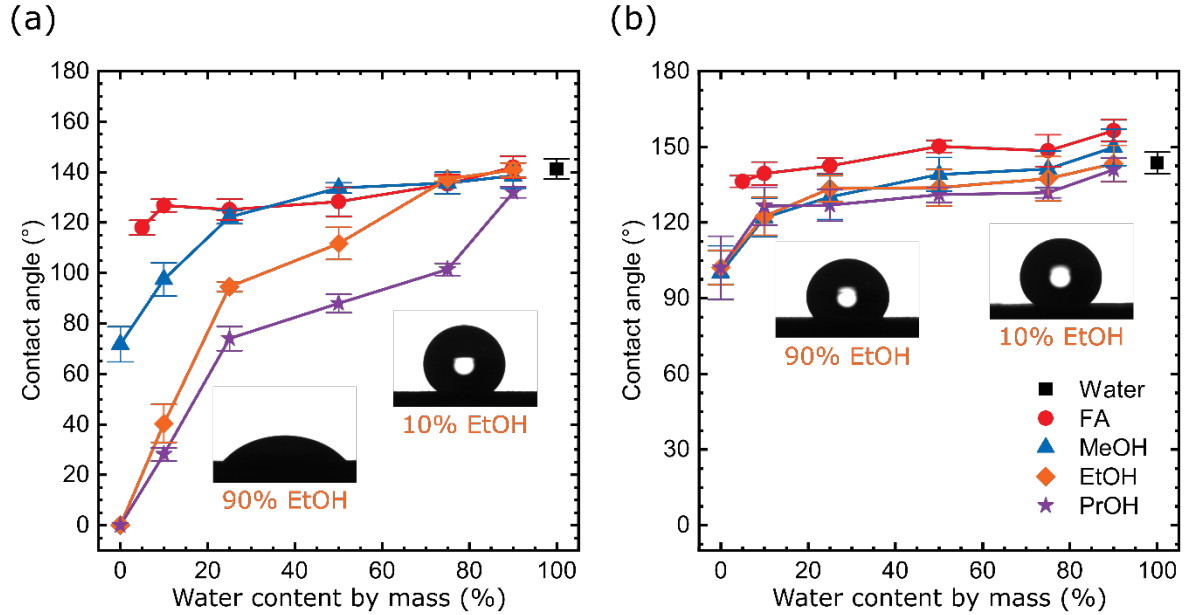 (a)
(b)
180
160
140
120
100
80
60
40
20
0
Contact angle (°)
0 20 40 60 80 100
Water content by mass (%)
10% EtOH
90% EtOH
180
150
120
90
60
30
0
Contact angle (°)
0 20 40 60 80 100
Water content by mass (%)
90% EtOH
10% EtOH
Water
FA
MeOH
EtOH
PrOH